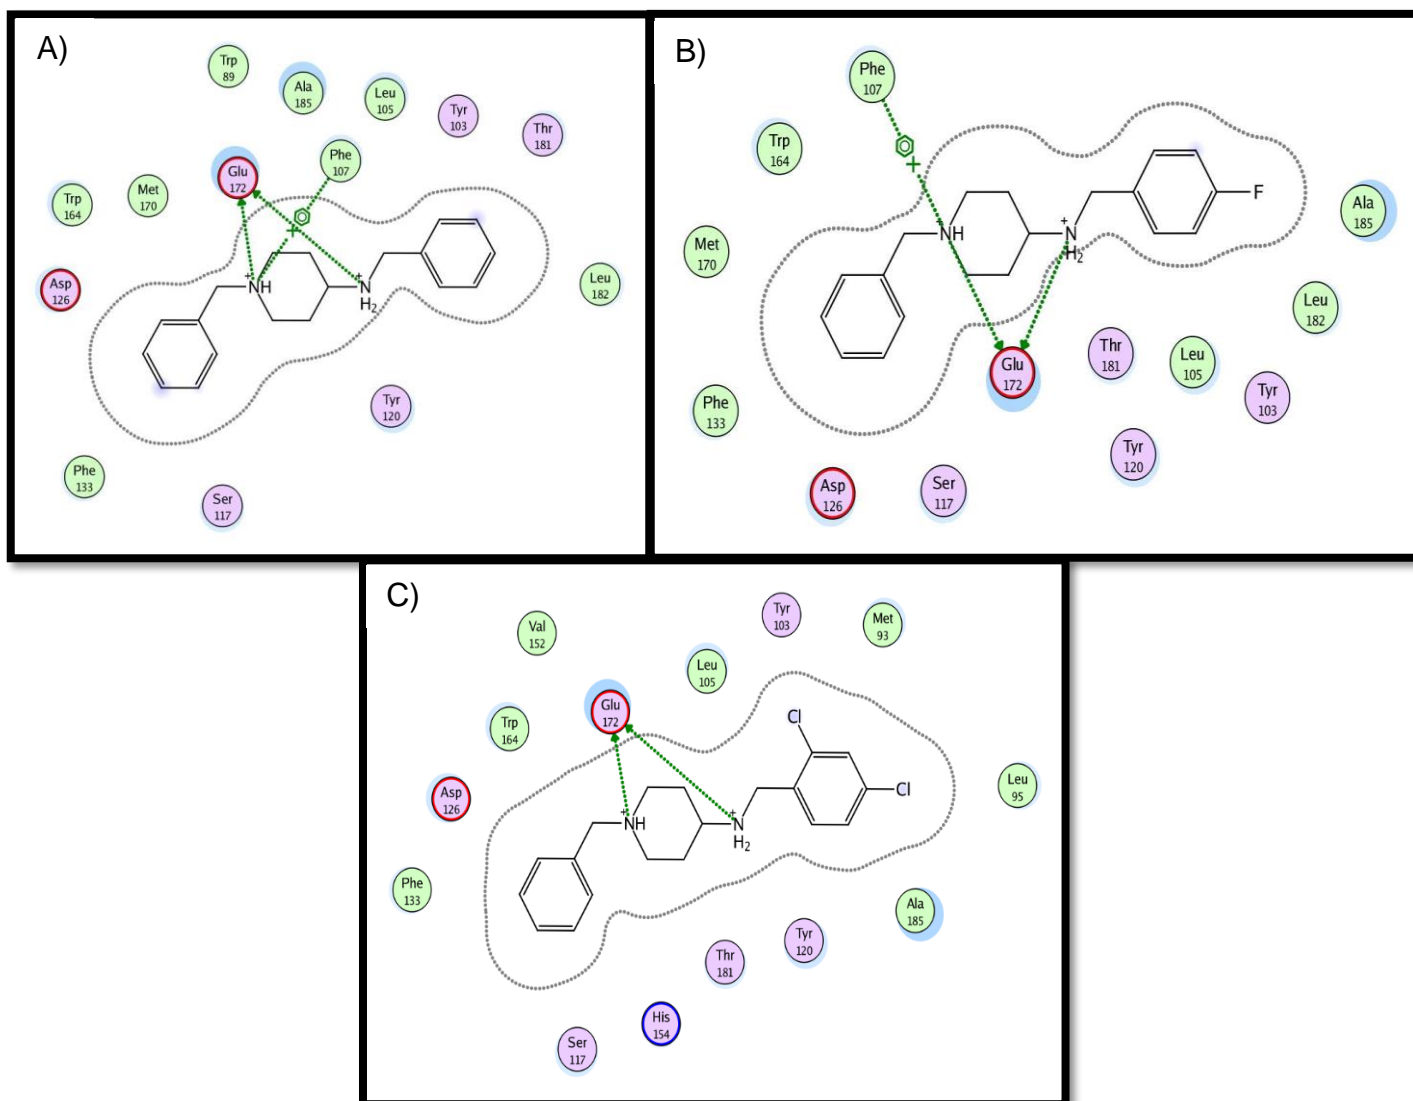 A)
Trp
89
Ala
185
Leu
105
Tyr
103
Thr
181
Phe
107
Glu
172
Met
170
Trp
164
Asp
126
+
NH
+
N
H2
Leu
182
Tyr
120
Phe
133
Ser
117
B)
Phe
107
Trp
164
Met
170
+
NH
+
N
H2
F
Ala
185
Leu
182
Glu
172
Thr
181
Leu
105
Tyr
103
Phe
133
Tyr
120
Asp
126
Ser
117
C)
Val
152
Tyr
103
Met
93
Leu
105
Glu
172
Trp
164
Cl
Cl
Asp
126
+
NH
+
N
H2
Leu
95
Phe
133
Ala
185
Tyr
120
Thr
181
His
154
Ser
117